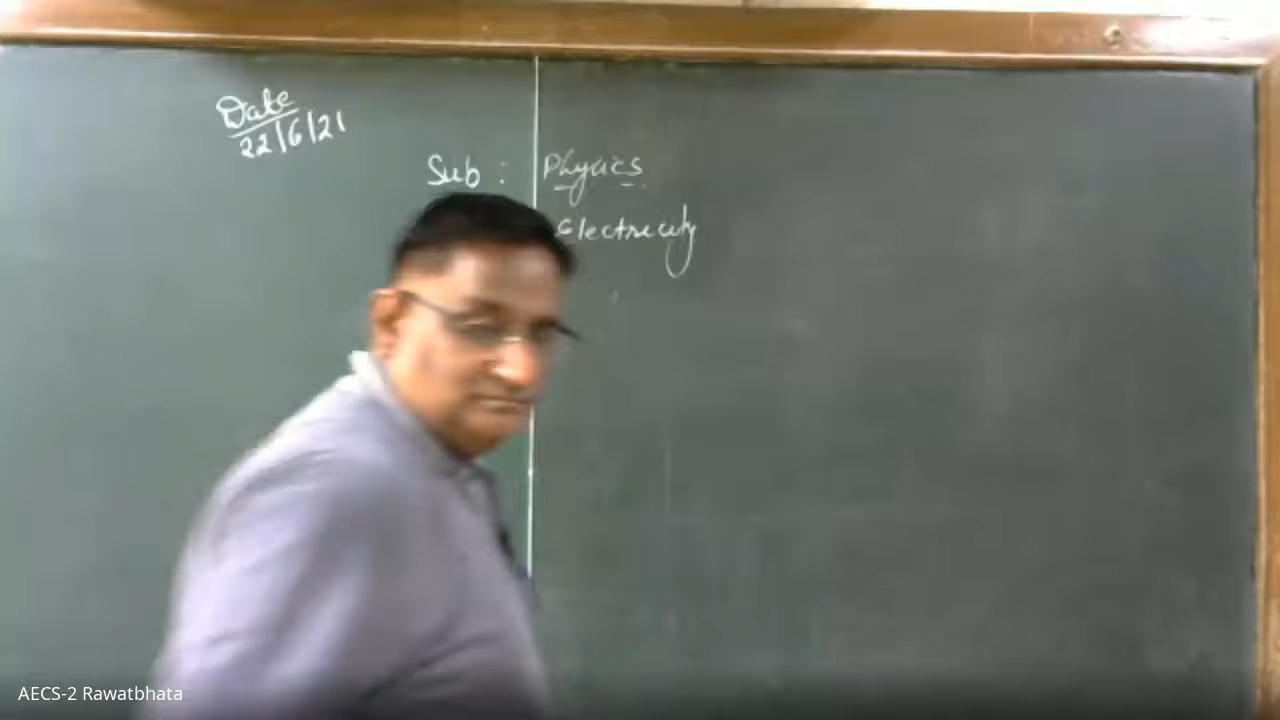 Date
22/6/21
Sub : Physics
Electricity
AECS-2 Rawatbhata